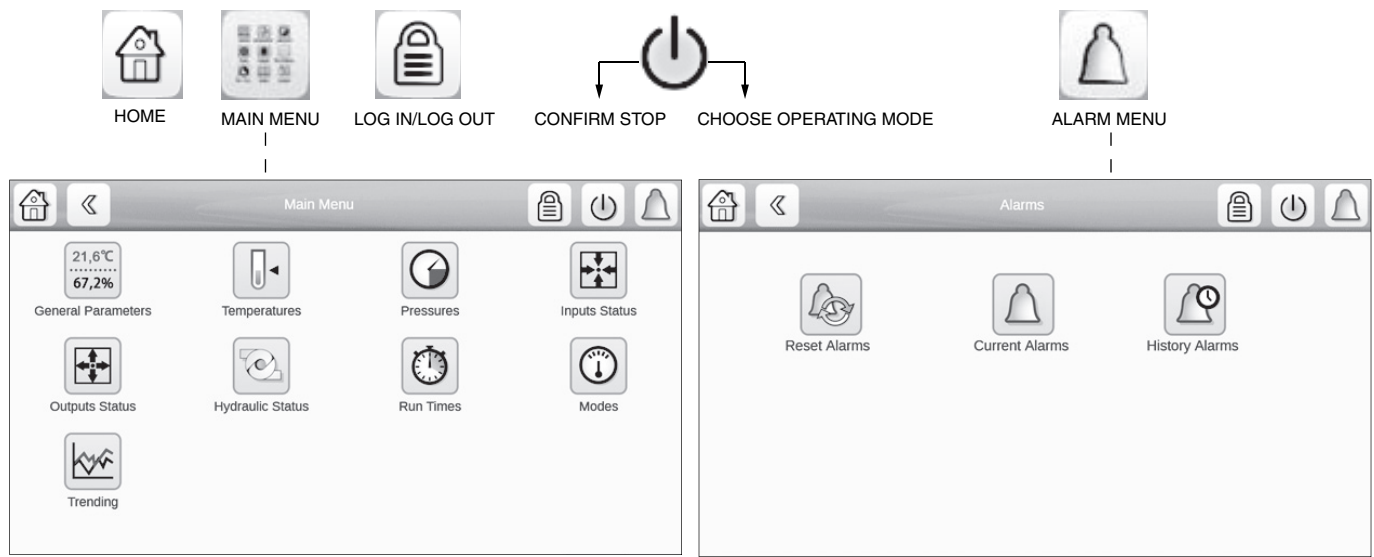 HOME
MAIN MENU
LOG IN/LOG OUT
CONFIRM STOP
CHOOSE OPERATING MODE
ALARM MENU
Main Menu
21,6℃
67,2%
General Parameters
Temperatures
Pressures
Inputs Status
Outputs Status
Hydraulic Status
Run Times
Modes
Trending
Alarms
Reset Alarms
Current Alarms
History Alarms